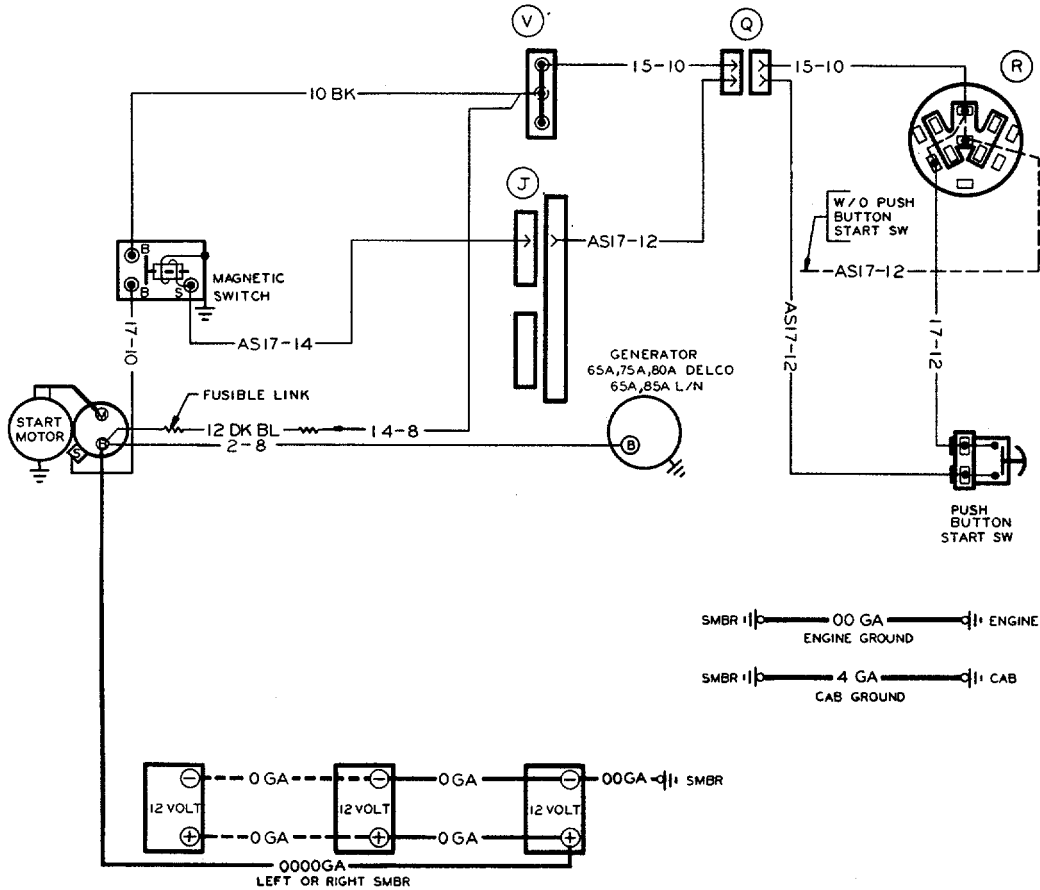 V
Q
R
15-10
15-10
10 BK
J
W/O PUSH
BUTTON
START SW
AS17-12
AS17-12
B
B
S
MAGNETIC
SWITCH
17-10
AS17-14
AS17-12
17-12
GENERATOR
65A,75A,80A DELCO
65A,85A L/N
FUSIBLE LINK
START
MOTOR
M
B
S
12 DK BL
14-8
2-8
B
PUSH
BUTTON
START SW
SMBR
00 GA
ENGINE
ENGINE GROUND
SMBR
4 GA
CAB
CAB GROUND
12 VOLT
0 GA
12 VOLT
0 GA
12 VOLT
00GA
SMBR
0 GA
0 GA
0000GA
LEFT OR RIGHT SMBR